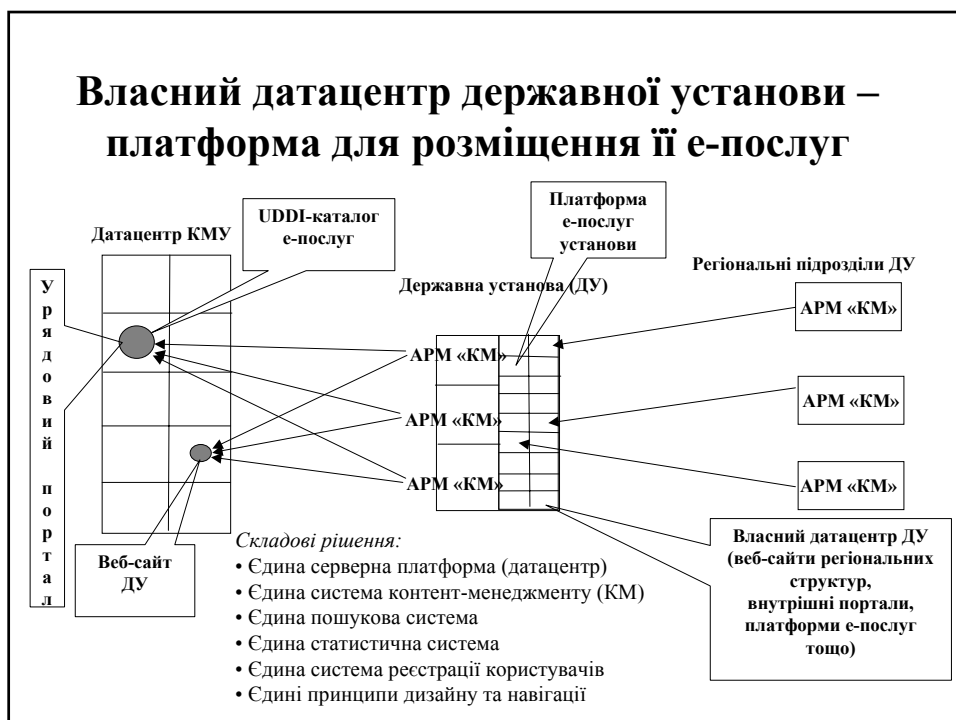 Власний датацентр державної установи –
платформа для розміщення її е-послуг
Датацентр КМУ
UDDI-каталог
е-послуг
Платформа
е-послуг
установи
Державна установа (ДУ)
Регіональні підрозділи ДУ
Урядовий портал
АРМ «КМ»
АРМ «КМ»
АРМ «КМ»
АРМ «КМ»
АРМ «КМ»
АРМ «КМ»
Веб-сайт
ДУ
Складові рішення:
• Єдина серверна платформа (датацентр)
• Єдина система контент-менеджменту (КМ)
• Єдина пошукова система
• Єдина статистична система
• Єдина система реєстрації користувачів
• Єдині принципи дизайну та навігації
Власний датацентр ДУ
(веб-сайти регіональних
структур,
внутрішні портали,
платформи е-послуг
тощо)